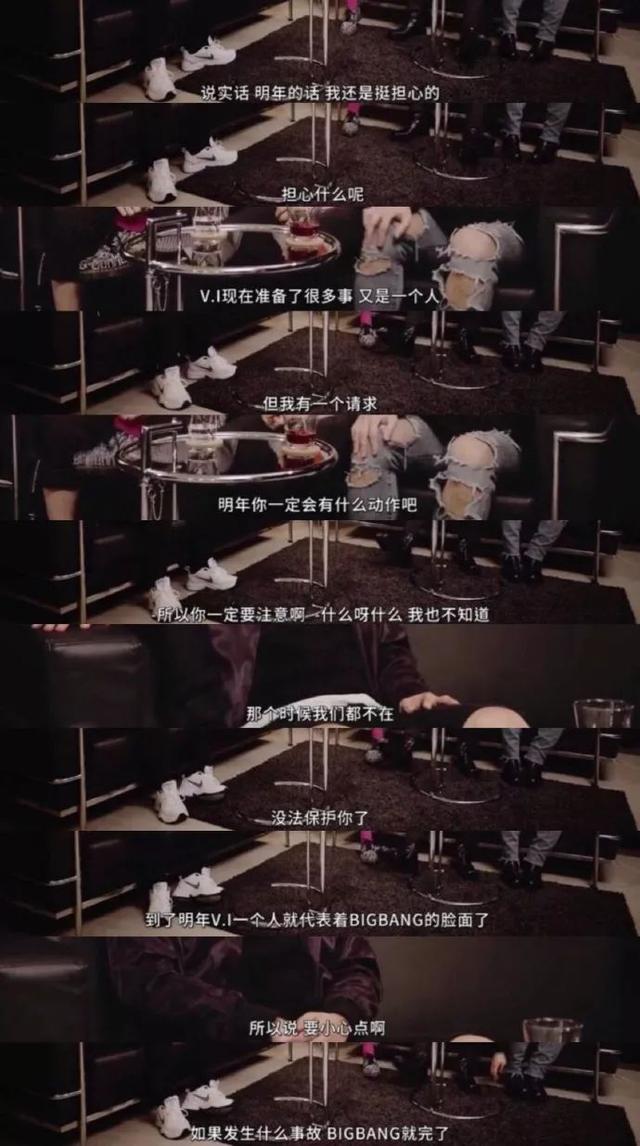 说实话 明年的话 我还是挺担心的
担心什么呢
V.I现在准备了很多事 又是一个人
但我有一个请求
明年你一定会有什么动作吧
-所以你一定要注意啊 -什么呀什么 我也不知道
那个时候我们都不在
没法保护你了
到了明年V.I一个人就代表着BIGBANG的脸面了
所以说 要小心点啊
如果发生什么事故 BIGBANG就完了